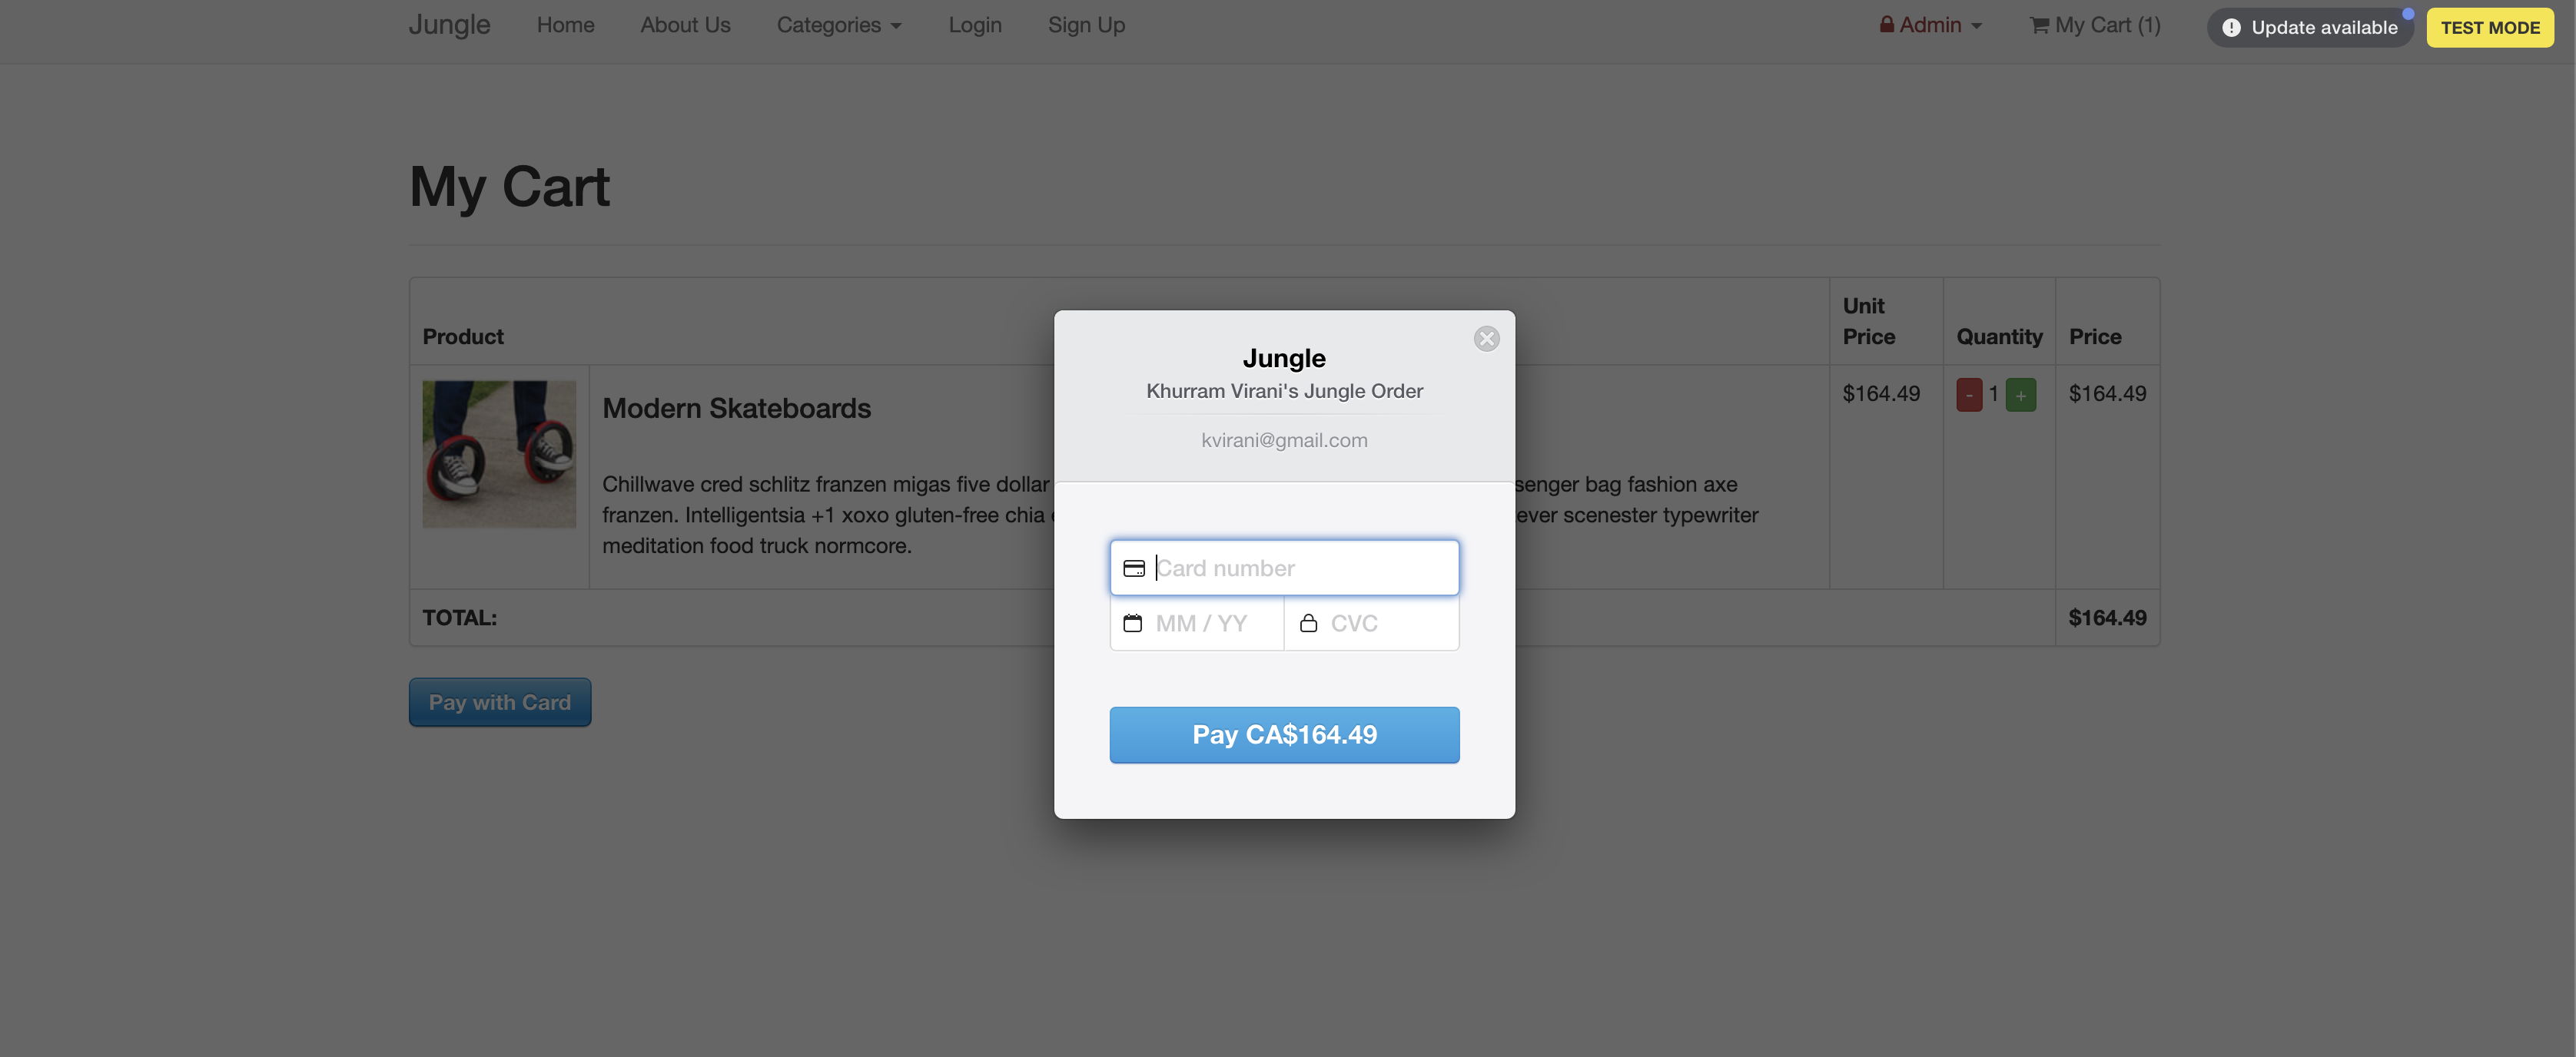 Jungle Home About Us Categories Login Sign Up Admin My Cart (1) Update available TEST MODE
My Cart
Product Unit Price Quantity Price
Modern Skateboards $164.49 - 1 + $164.49
Chillwave cred schlitz franzen migas five dollar senger bag fashion axe
franzen. Intelligentsia +1 xoxo gluten-free chia ever scenester typewriter
meditation food truck normcore.
TOTAL: $164.49
Pay with Card
Jungle
Khurram Virani's Jungle Order
kvirani@gmail.com
Card number
MM / YY CVC
Pay CA$164.49